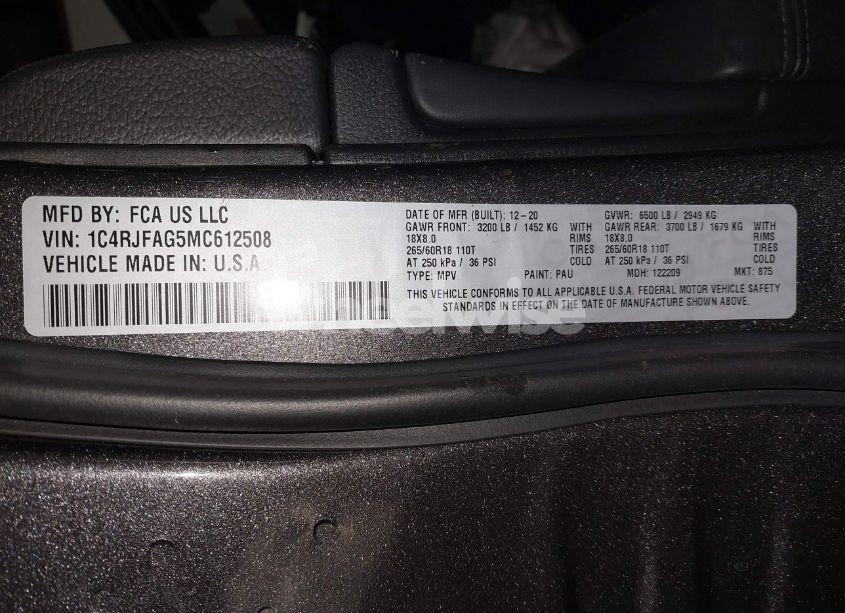 MFD BY: FCA US LLC
VIN: 1C4RJFAG5MC612508
VEHICLE MADE IN: U.S.A
DATE OF MFR (BUILT): 12-20
GAWR FRONT: 3200 LB / 1452 KG WITH
18X8.0 RIMS
265/60R18 110T TIRES
AT 250 kPa / 36 PSI COLD
TYPE: MPV PAINT: PAU
GVWR: 6500 LB / 2949 KG
GAWR REAR: 3700 LB / 1679 KG WITH
18X8.0 RIMS
265/60R18 110T TIRES
AT 250 kPa / 36 PSI COLD
MDH: 122209 MKT: 875
THIS VEHICLE CONFORMS TO ALL APPLICABLE U.S.A. FEDERAL MOTOR VEHICLE SAFETY
STANDARDS IN EFFECT ON THE DATE OF MANUFACTURE SHOWN ABOVE.